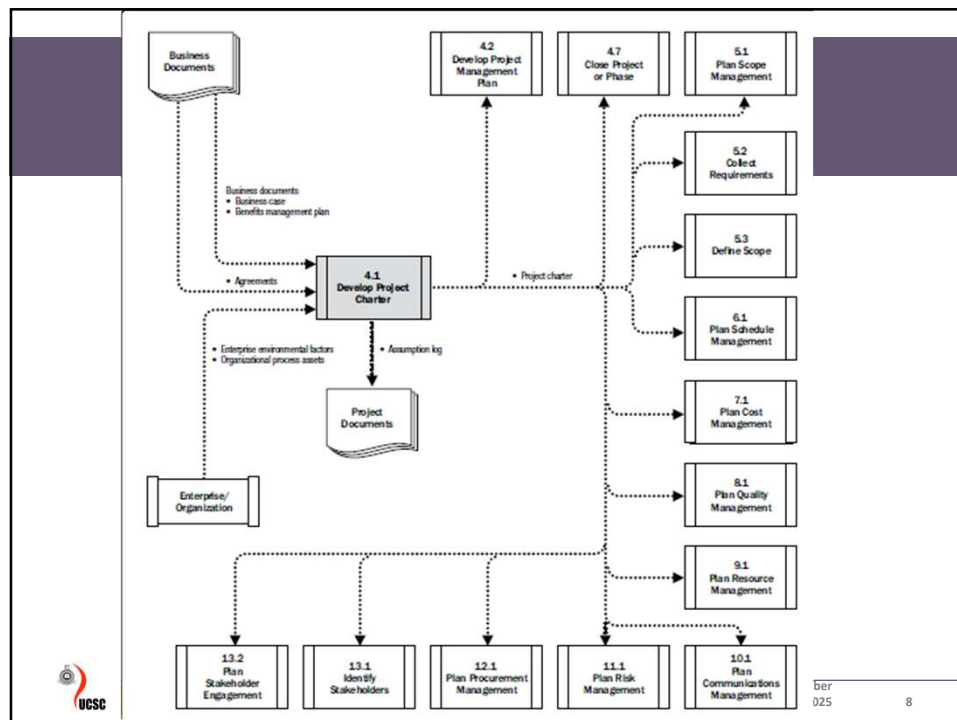 Business
Documents
4.2
Develop Project
Management
Plan
4.7
Close Project
or Phase
5.1
Plan Scope
Management
5.2
Collect
Requirements
Business documents
• Business case
• Benefits management plan
5.3
Define Scope
• Agreements
4.1
Develop Project
Charter
• Project charter
6.1
Plan Schedule
Management
• Enterprise environmental factors
• Organizational process assets
• Assumption log
Project
Documents
7.1
Plan Cost
Management
Enterprise/
Organization
8.1
Plan Quality
Management
9.1
Plan Resource
Management
13.2
Plan
Stakeholder
Engagement
13.1
Identify
Stakeholders
12.1
Plan Procurement
Management
11.1
Plan Risk
Management
10.1
Plan
Communications
Management
UCSC
ber
025
8